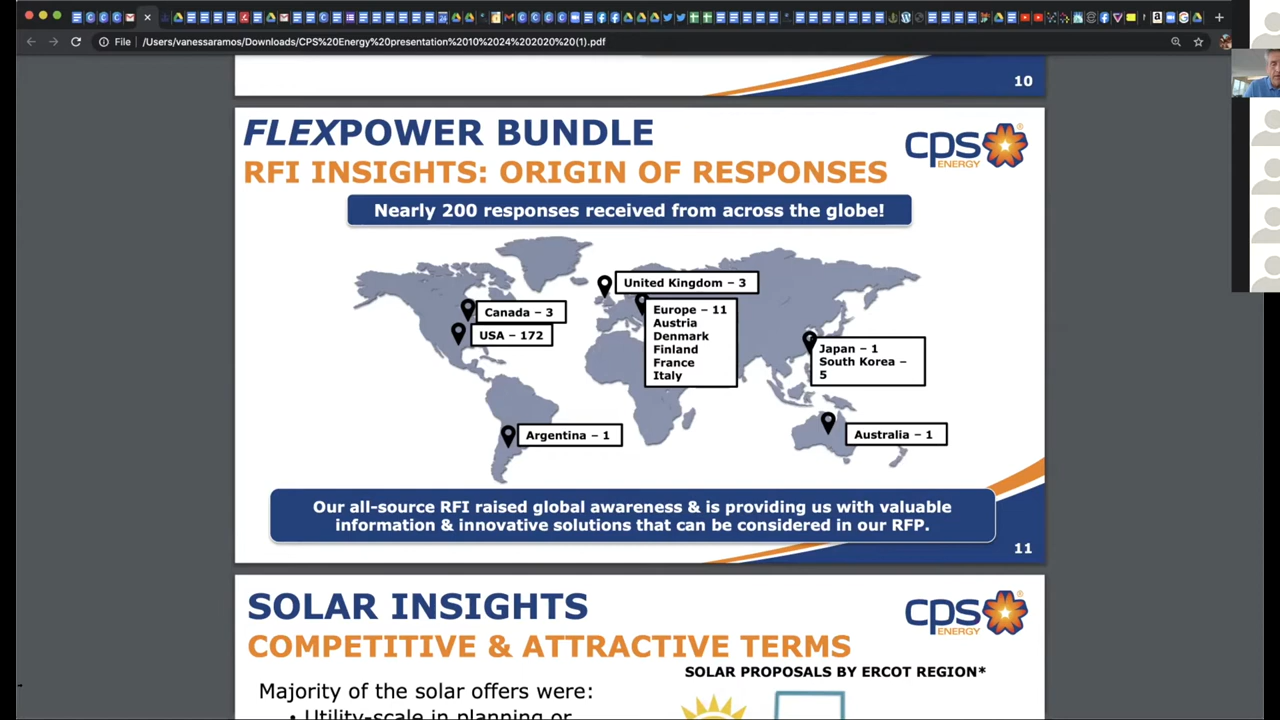 File
/Users/vanessaramos/Downloads/CPS%20Energy%20presentation%2010%2024%202020%20(1).pdf
10
FLEXPOWER BUNDLE
RFI INSIGHTS: ORIGIN OF RESPONSES
cps
ENERGY
Nearly 200 responses received from across the globe!
United Kingdom – 3
Canada – 3
USA – 172
Europe – 11
Austria
Denmark
Finland
France
Italy
Japan – 1
South Korea –
5
Argentina – 1
Australia – 1
Our all-source RFI raised global awareness & is providing us with valuable
information & innovative solutions that can be considered in our RFP.
11
SOLAR INSIGHTS
COMPETITIVE & ATTRACTIVE TERMS
cps
ENERGY
SOLAR PROPOSALS BY ERCOT REGION*
Majority of the solar offers were:
• Utility-scale in planning or